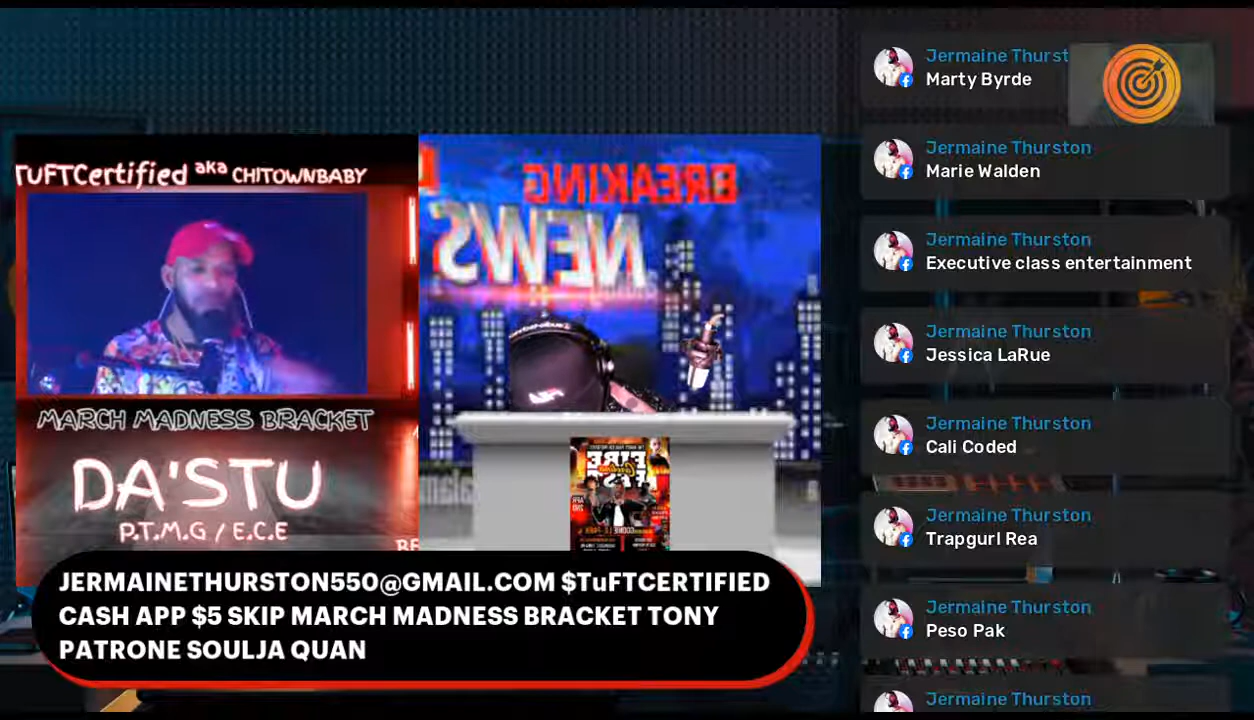 TUFTCertified aka CHITOWNBABY
MARCH MADNESS BRACKET
DA'STU
P.T.M.G / E.C.E
BREAKING
NEWS
FIRE
JERMAINETHURSTON550@GMAIL.COM $TuFTCERTIFIED
CASH APP $5 SKIP MARCH MADNESS BRACKET TONY
PATRONE SOULJA QUAN
Jermaine Thurst
Marty Byrde
Jermaine Thurston
Marie Walden
Jermaine Thurston
Executive class entertainment
Jermaine Thurston
Jessica LaRue
Jermaine Thurston
Cali Coded
Jermaine Thurston
Trapgurl Rea
Jermaine Thurston
Peso Pak
Jermaine Thurston